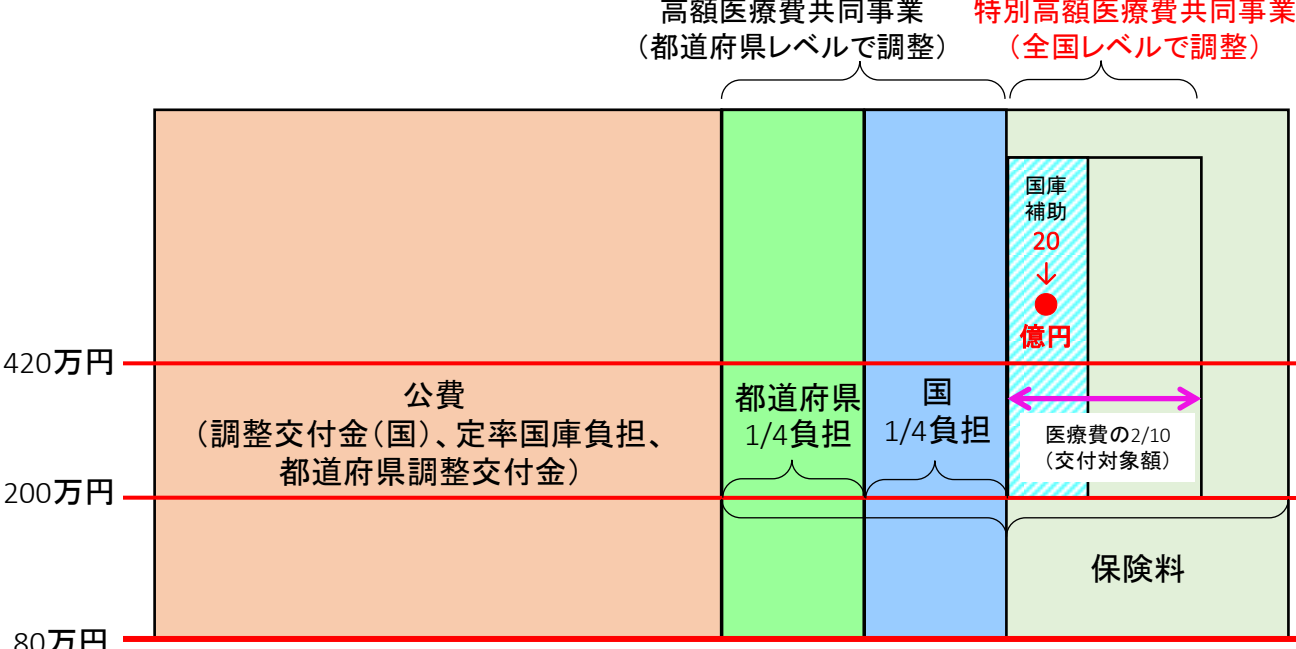 高額医療費共同事業
（都道府県レベルで調整）
特別高額医療費共同事業
（全国レベルで調整）
国庫
補助
20
↓
●
億円
420万円
公費
（調整交付金（国）、定率国庫負担、
都道府県調整交付金）
都道府県
1/4負担
国
1/4負担
医療費の2/10
（交付対象額）
200万円
保険料
80万円